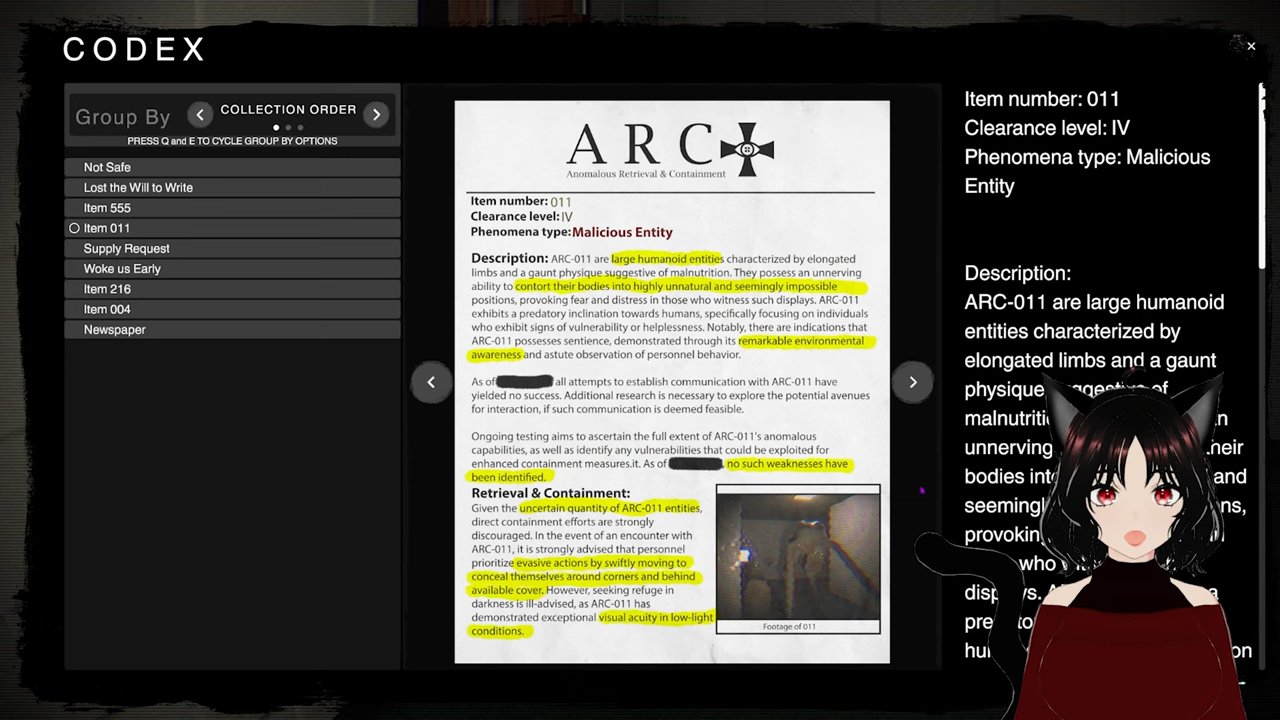 CODEX
×
Group By
COLLECTION ORDER
PRESS Q and E TO CYCLE GROUP BY OPTIONS
Not Safe
Lost the Will to Write
Item 555
Item 011
Supply Request
Woke us Early
Item 216
Item 004
Newspaper
ARC
Anomalous Retrieval & Containment
Item number: 011
Clearance level: IV
Phenomena type: Malicious Entity
Description: ARC-011 are large humanoid entities characterized by elongated
limbs and a gaunt physique suggestive of malnutrition. They possess an unnerving
ability to contort their bodies into highly unnatural and seemingly impossible
positions, provoking fear and distress in those who witness such displays. ARC-011
exhibits a predatory inclination towards humans, specifically focusing on individuals
who exhibit signs of vulnerability or helplessness. Notably, there are indications that
ARC-011 possesses sentience, demonstrated through its remarkable environmental
awareness and astute observation of personnel behavior.
As of all attempts to establish communication with ARC-011 have
yielded no success. Additional research is necessary to explore the potential avenues
for interaction, if such communication is deemed feasible.
Ongoing testing aims to ascertain the full extent of ARC-011's anomalous
capabilities, as well as identify any vulnerabilities that could be exploited for
enhanced containment measures.it. As of , no such weaknesses have
been identified.
Retrieval & Containment:
Given the uncertain quantity of ARC-011 entities,
direct containment efforts are strongly
discouraged. In the event of an encounter with
ARC-011, it is strongly advised that personnel
prioritize evasive actions by swiftly moving to
conceal themselves around corners and behind
available cover. However, seeking refuge in
darkness is ill-advised, as ARC-011 has
demonstrated exceptional visual acuity in low-light
conditions.
Footage of 011
Item number: 011
Clearance level: IV
Phenomena type: Malicious
Entity
Description:
ARC-011 are large humanoid
entities characterized by
elongated limbs and a gaunt
physique of
unnerving
bodies and